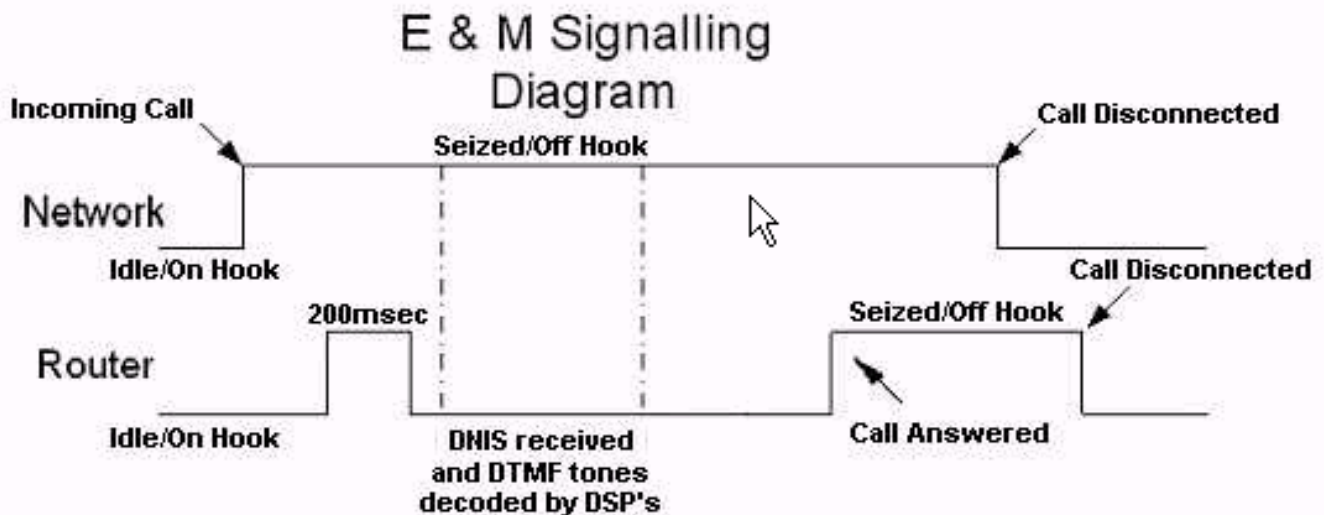 E & M Signalling
Diagram
Incoming Call
Call Disconnected
Seized/Off Hook
Network
Idle/On Hook
Call Disconnected
200msec
Seized/Off Hook
Router
Idle/On Hook
Call Answered
DNIS received
and DTMF tones
decoded by DSP's